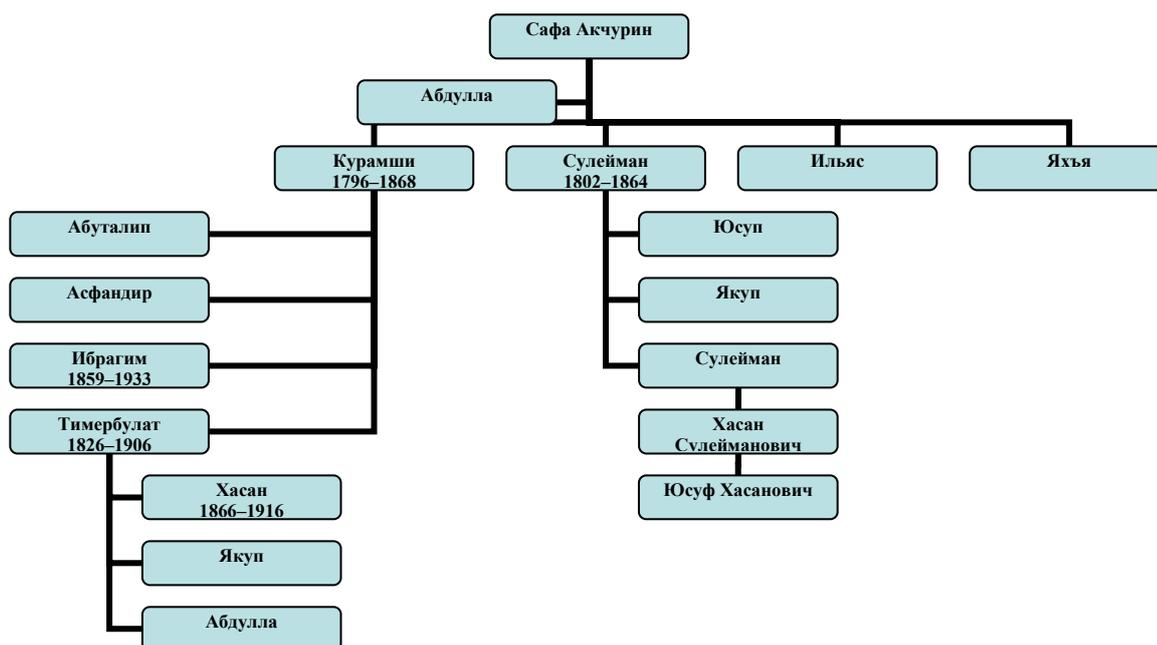 Сафа Акчурин
Абдулла
Курамши
1796–1868
Сулейман
1802–1864
Ильяс
Яхъя
Абуталип
Юсуп
Асфандир
Якуп
Ибрагим
1859–1933
Сулейман
Тимербулат
1826–1906
Хасан
Сулейманович
Хасан
1866–1916
Юсуф Хасанович
Якуп
Абдулла